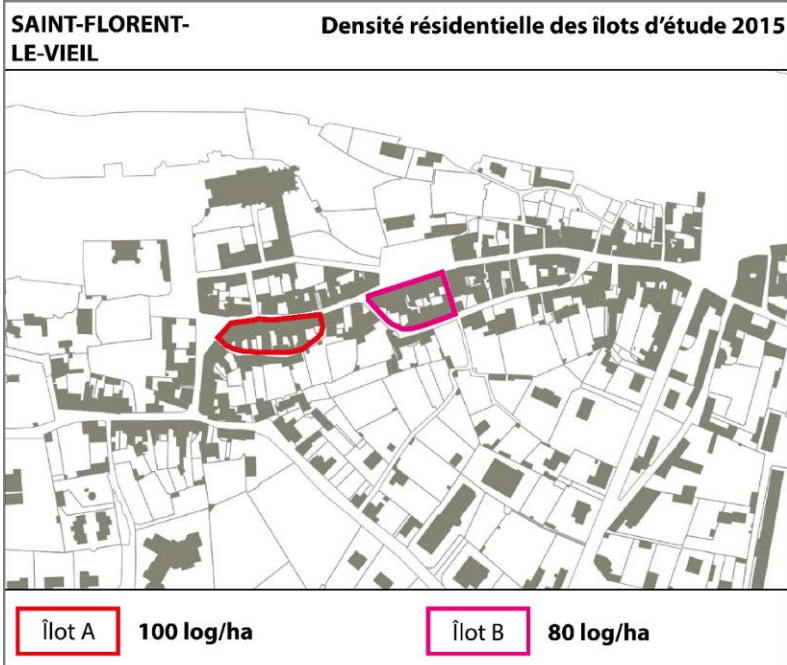 SAINT-FLORENT-
LE-VIEIL
Densité résidentielle des îlots d’étude 2015
Îlot A 100 log/ha
Îlot B 80 log/ha